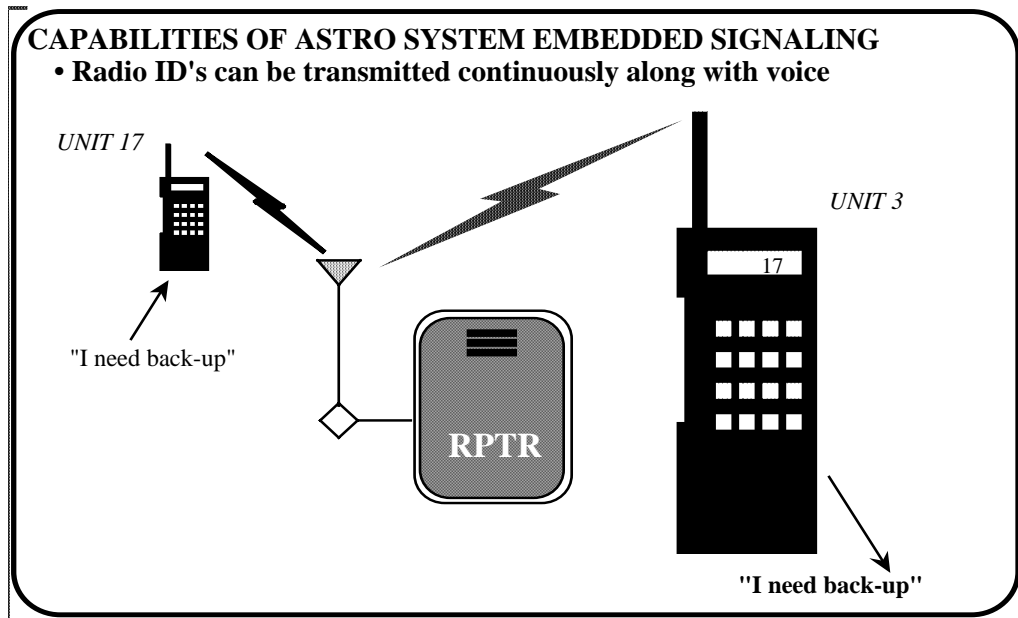 CAPABILITIES OF ASTRO SYSTEM EMBEDDED SIGNALING
• Radio ID's can be transmitted continuously along with voice
UNIT 17
UNIT 3
17
"I need back-up"
RPTR
"I need back-up"